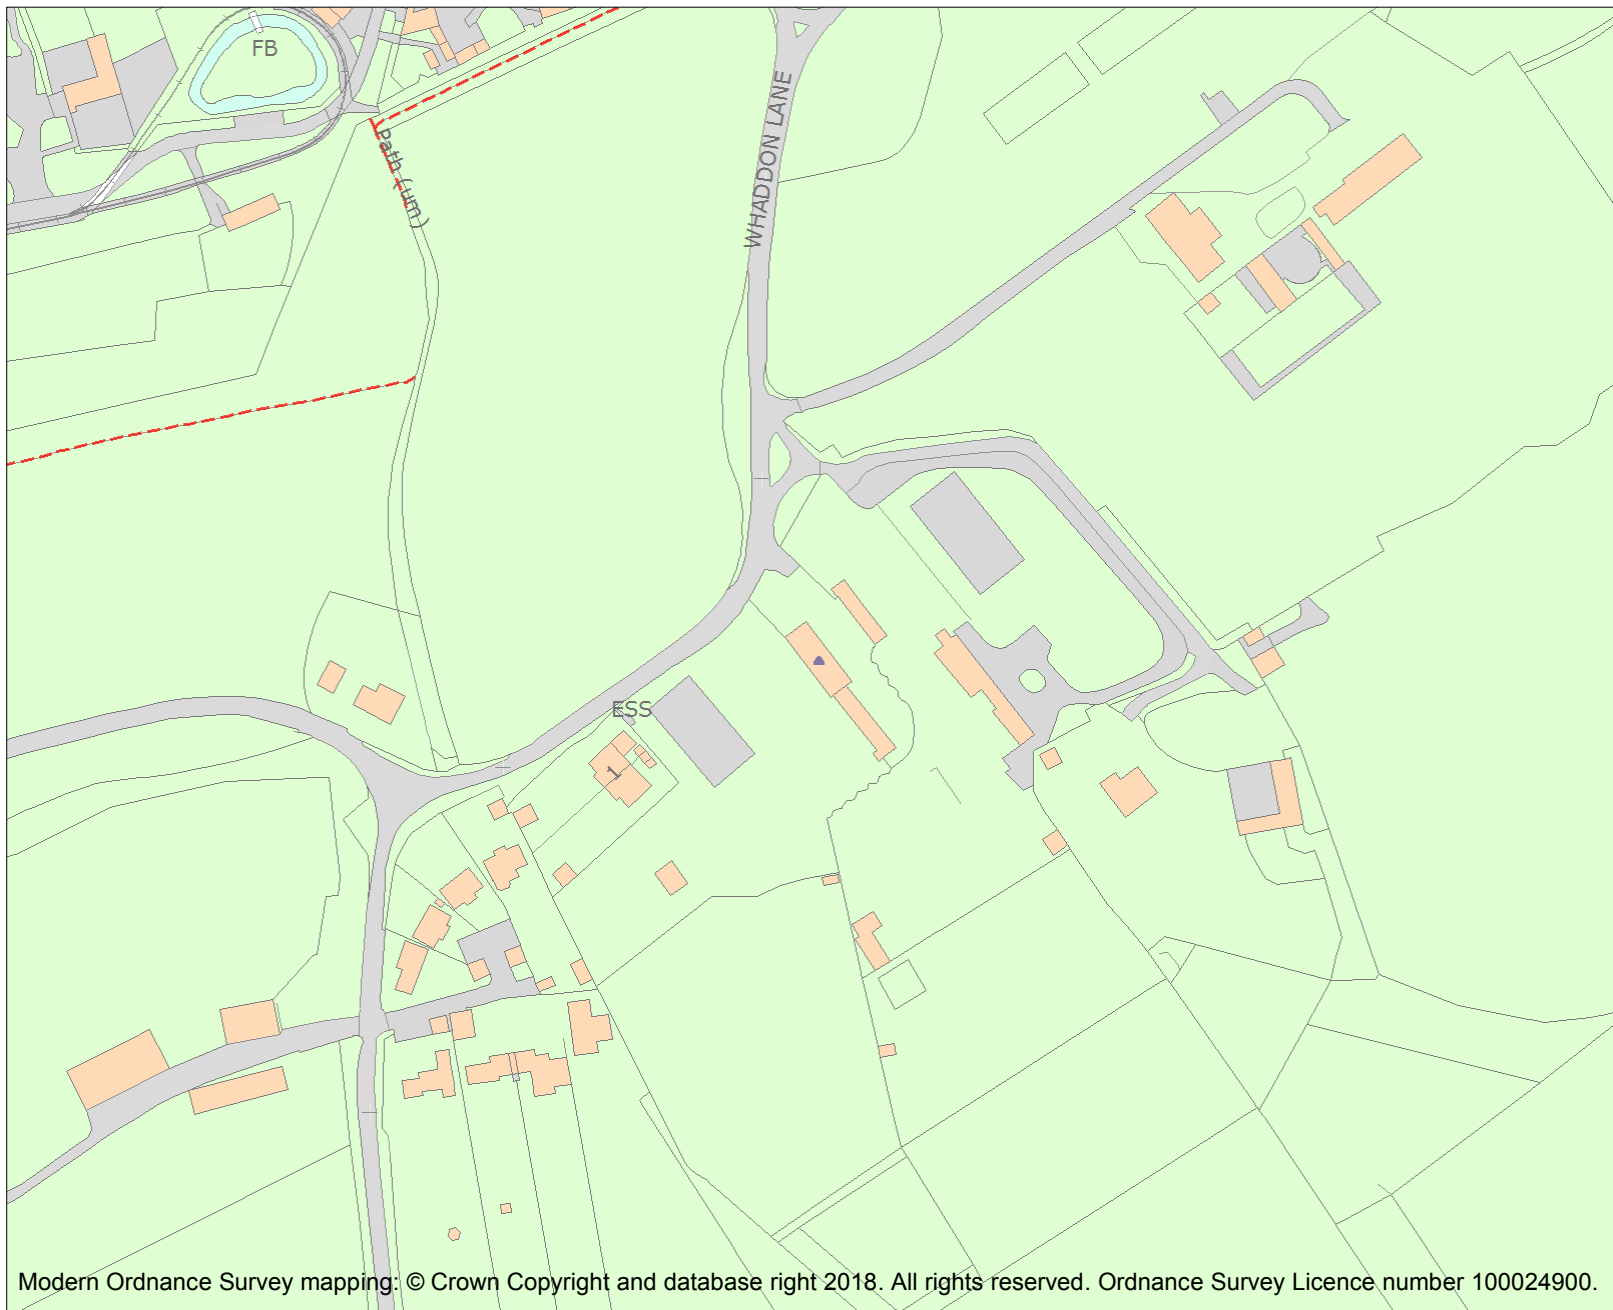 FB
WHADDON LANE
Path (um)
ESS
1
Modern Ordnance Survey mapping: © Crown Copyright and database right 2018. All rights reserved. Ordnance Survey Licence number 100024900.